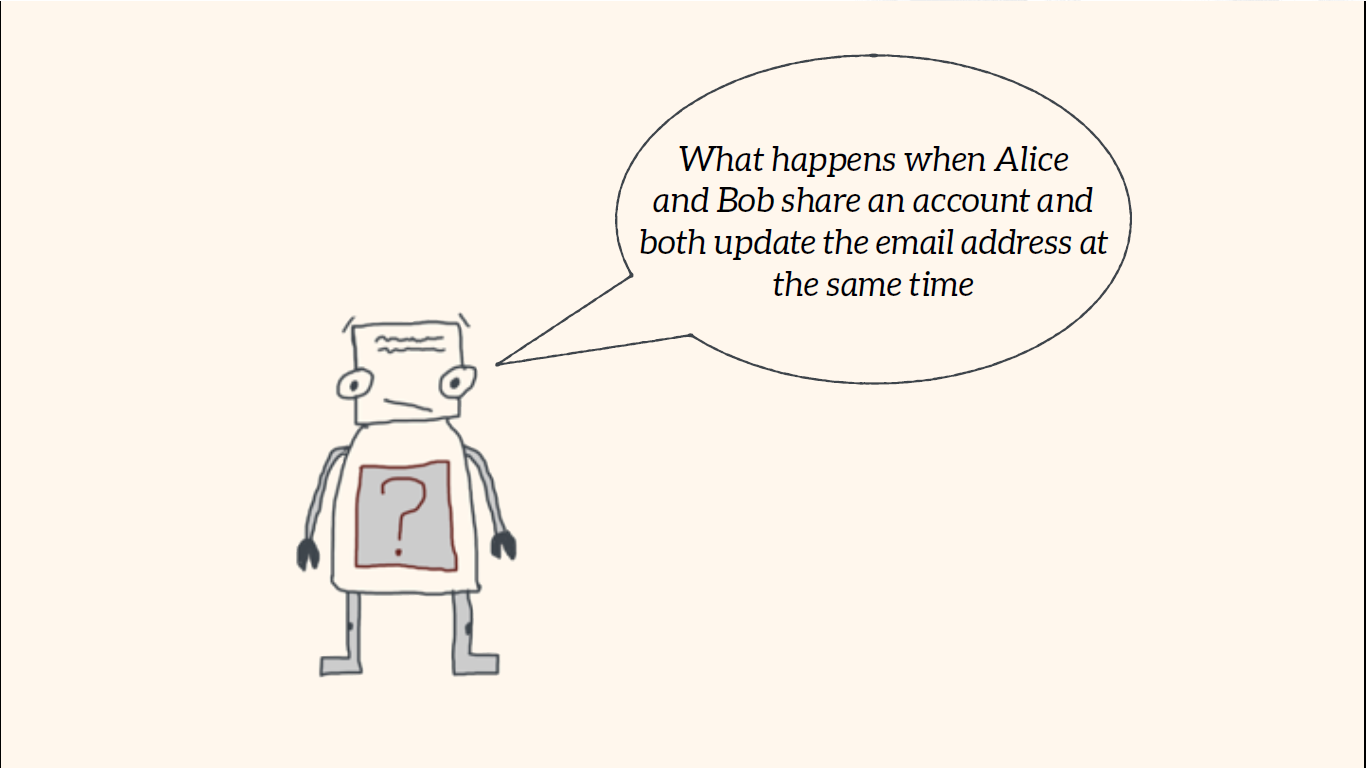 What happens when Alice
and Bob share an account and
both update the email address at
the same time
?